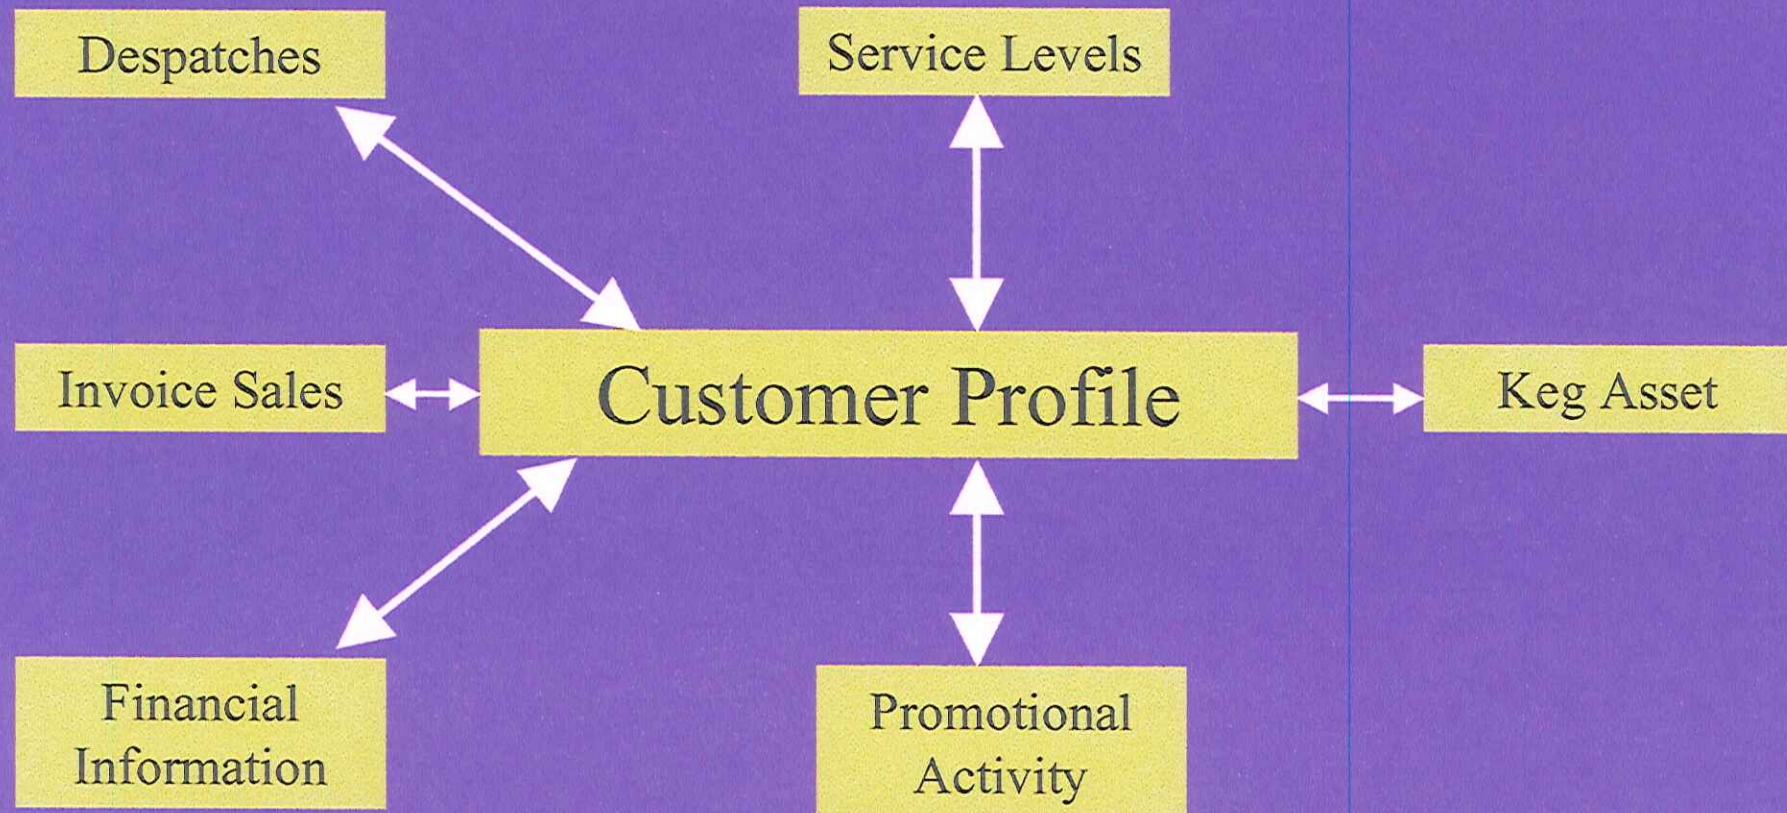 Despatches
Service Levels
Invoice Sales
Customer Profile
Keg Asset
Financial
Information
Promotional
Activity